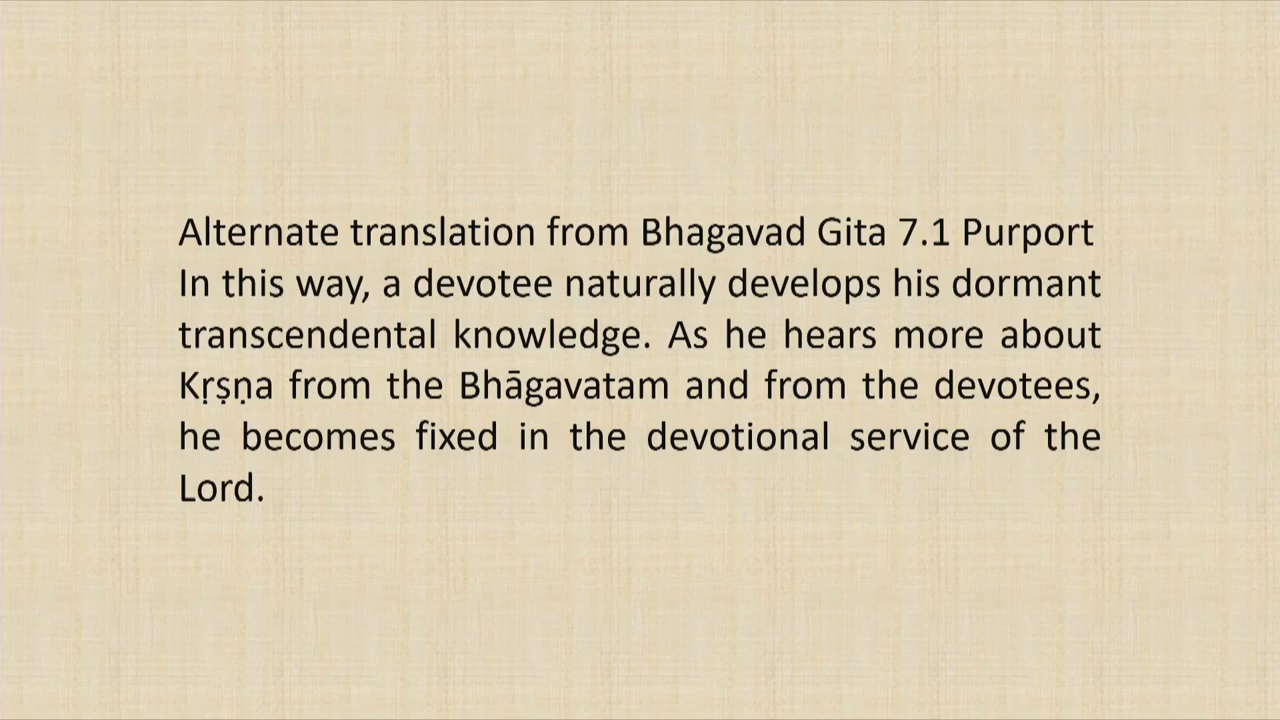 Alternate translation from Bhagavad Gita 7.1 Purport
In this way, a devotee naturally develops his dormant
transcendental knowledge. As he hears more about
Kṛṣṇa from the Bhāgavatam and from the devotees,
he becomes fixed in the devotional service of the
Lord.